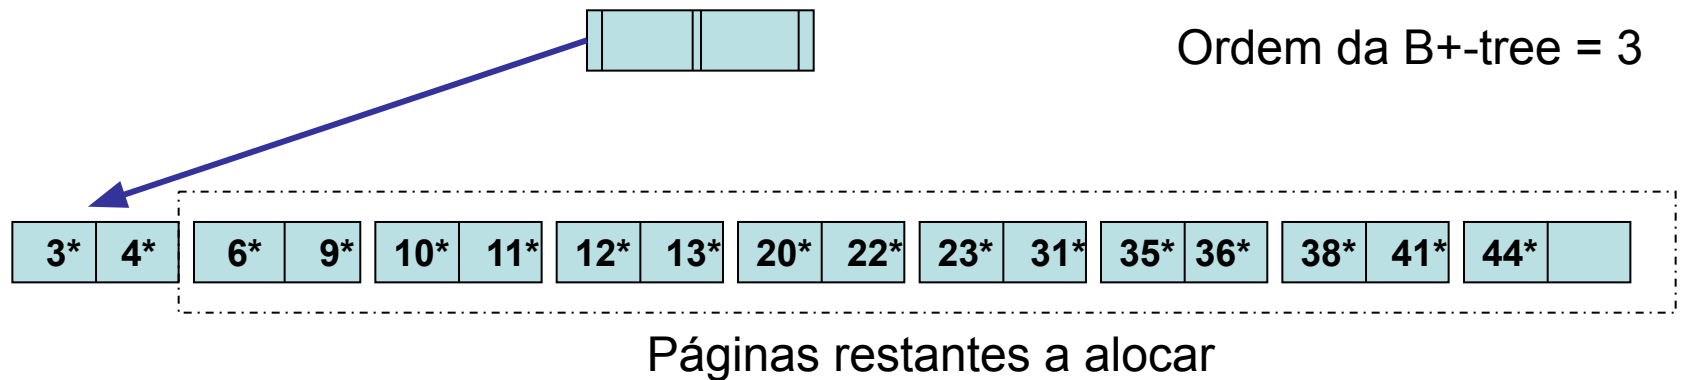 Ordem da B+-tree = 3
3* 4* 6* 9* 10* 11* 12* 13* 20* 22* 23* 31* 35* 36* 38* 41* 44*
Páginas restantes a alocar